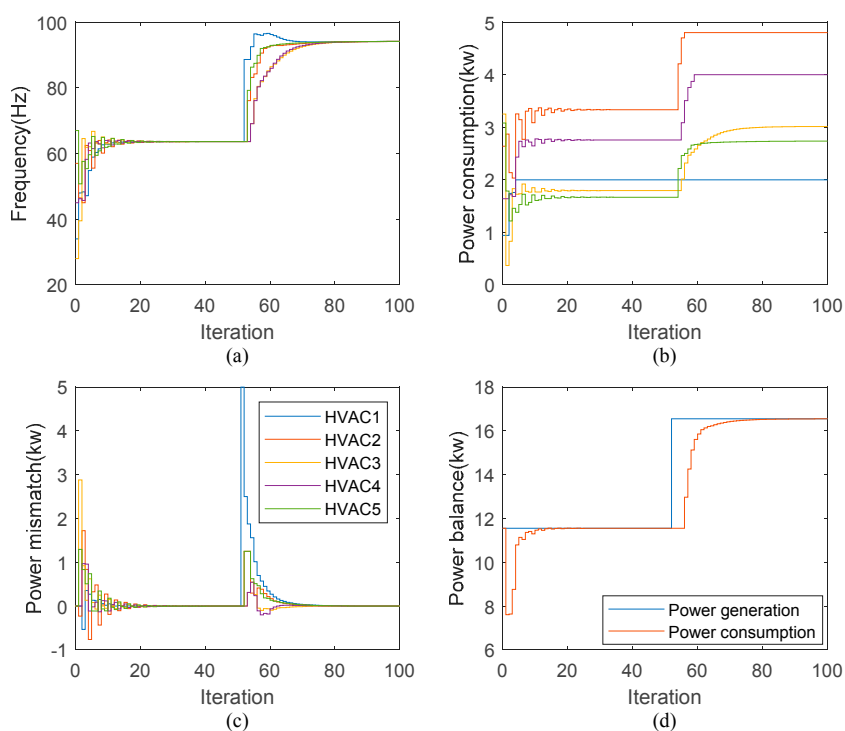 100
80
60
40
20
Frequency(Hz)
0 20 40 60 80 100
Iteration
(a)
5
4
3
2
1
0
Power consumption(kw)
0 20 40 60 80 100
Iteration
(b)
5
4
3
2
1
0
-1
Power mismatch(kw)
HVAC1
HVAC2
HVAC3
HVAC4
HVAC5
0 20 40 60 80 100
Iteration
(c)
18
16
14
12
10
8
6
Power balance(kw)
Power generation
Power consumption
0 20 40 60 80 100
Iteration
(d)